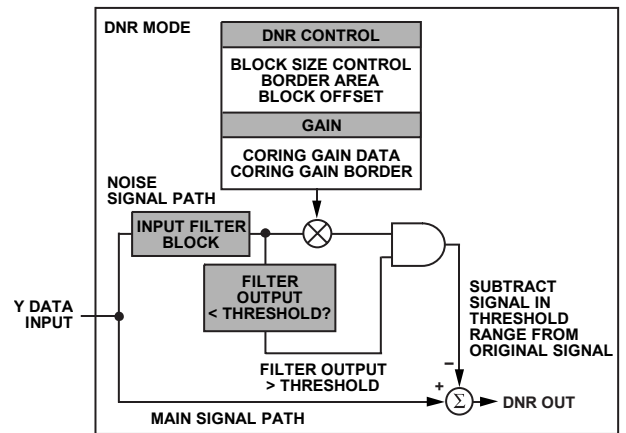 DNR MODE
DNR CONTROL
BLOCK SIZE CONTROL
BORDER AREA
BLOCK OFFSET
GAIN
CORING GAIN DATA
CORING GAIN BORDER
NOISE
SIGNAL PATH
INPUT FILTER
BLOCK
FILTER
OUTPUT
< THRESHOLD?
Y DATA
INPUT
SUBTRACT
SIGNAL IN
THRESHOLD
RANGE FROM
ORIGINAL SIGNAL
FILTER OUTPUT
> THRESHOLD
–
+
Σ
DNR OUT
MAIN SIGNAL PATH